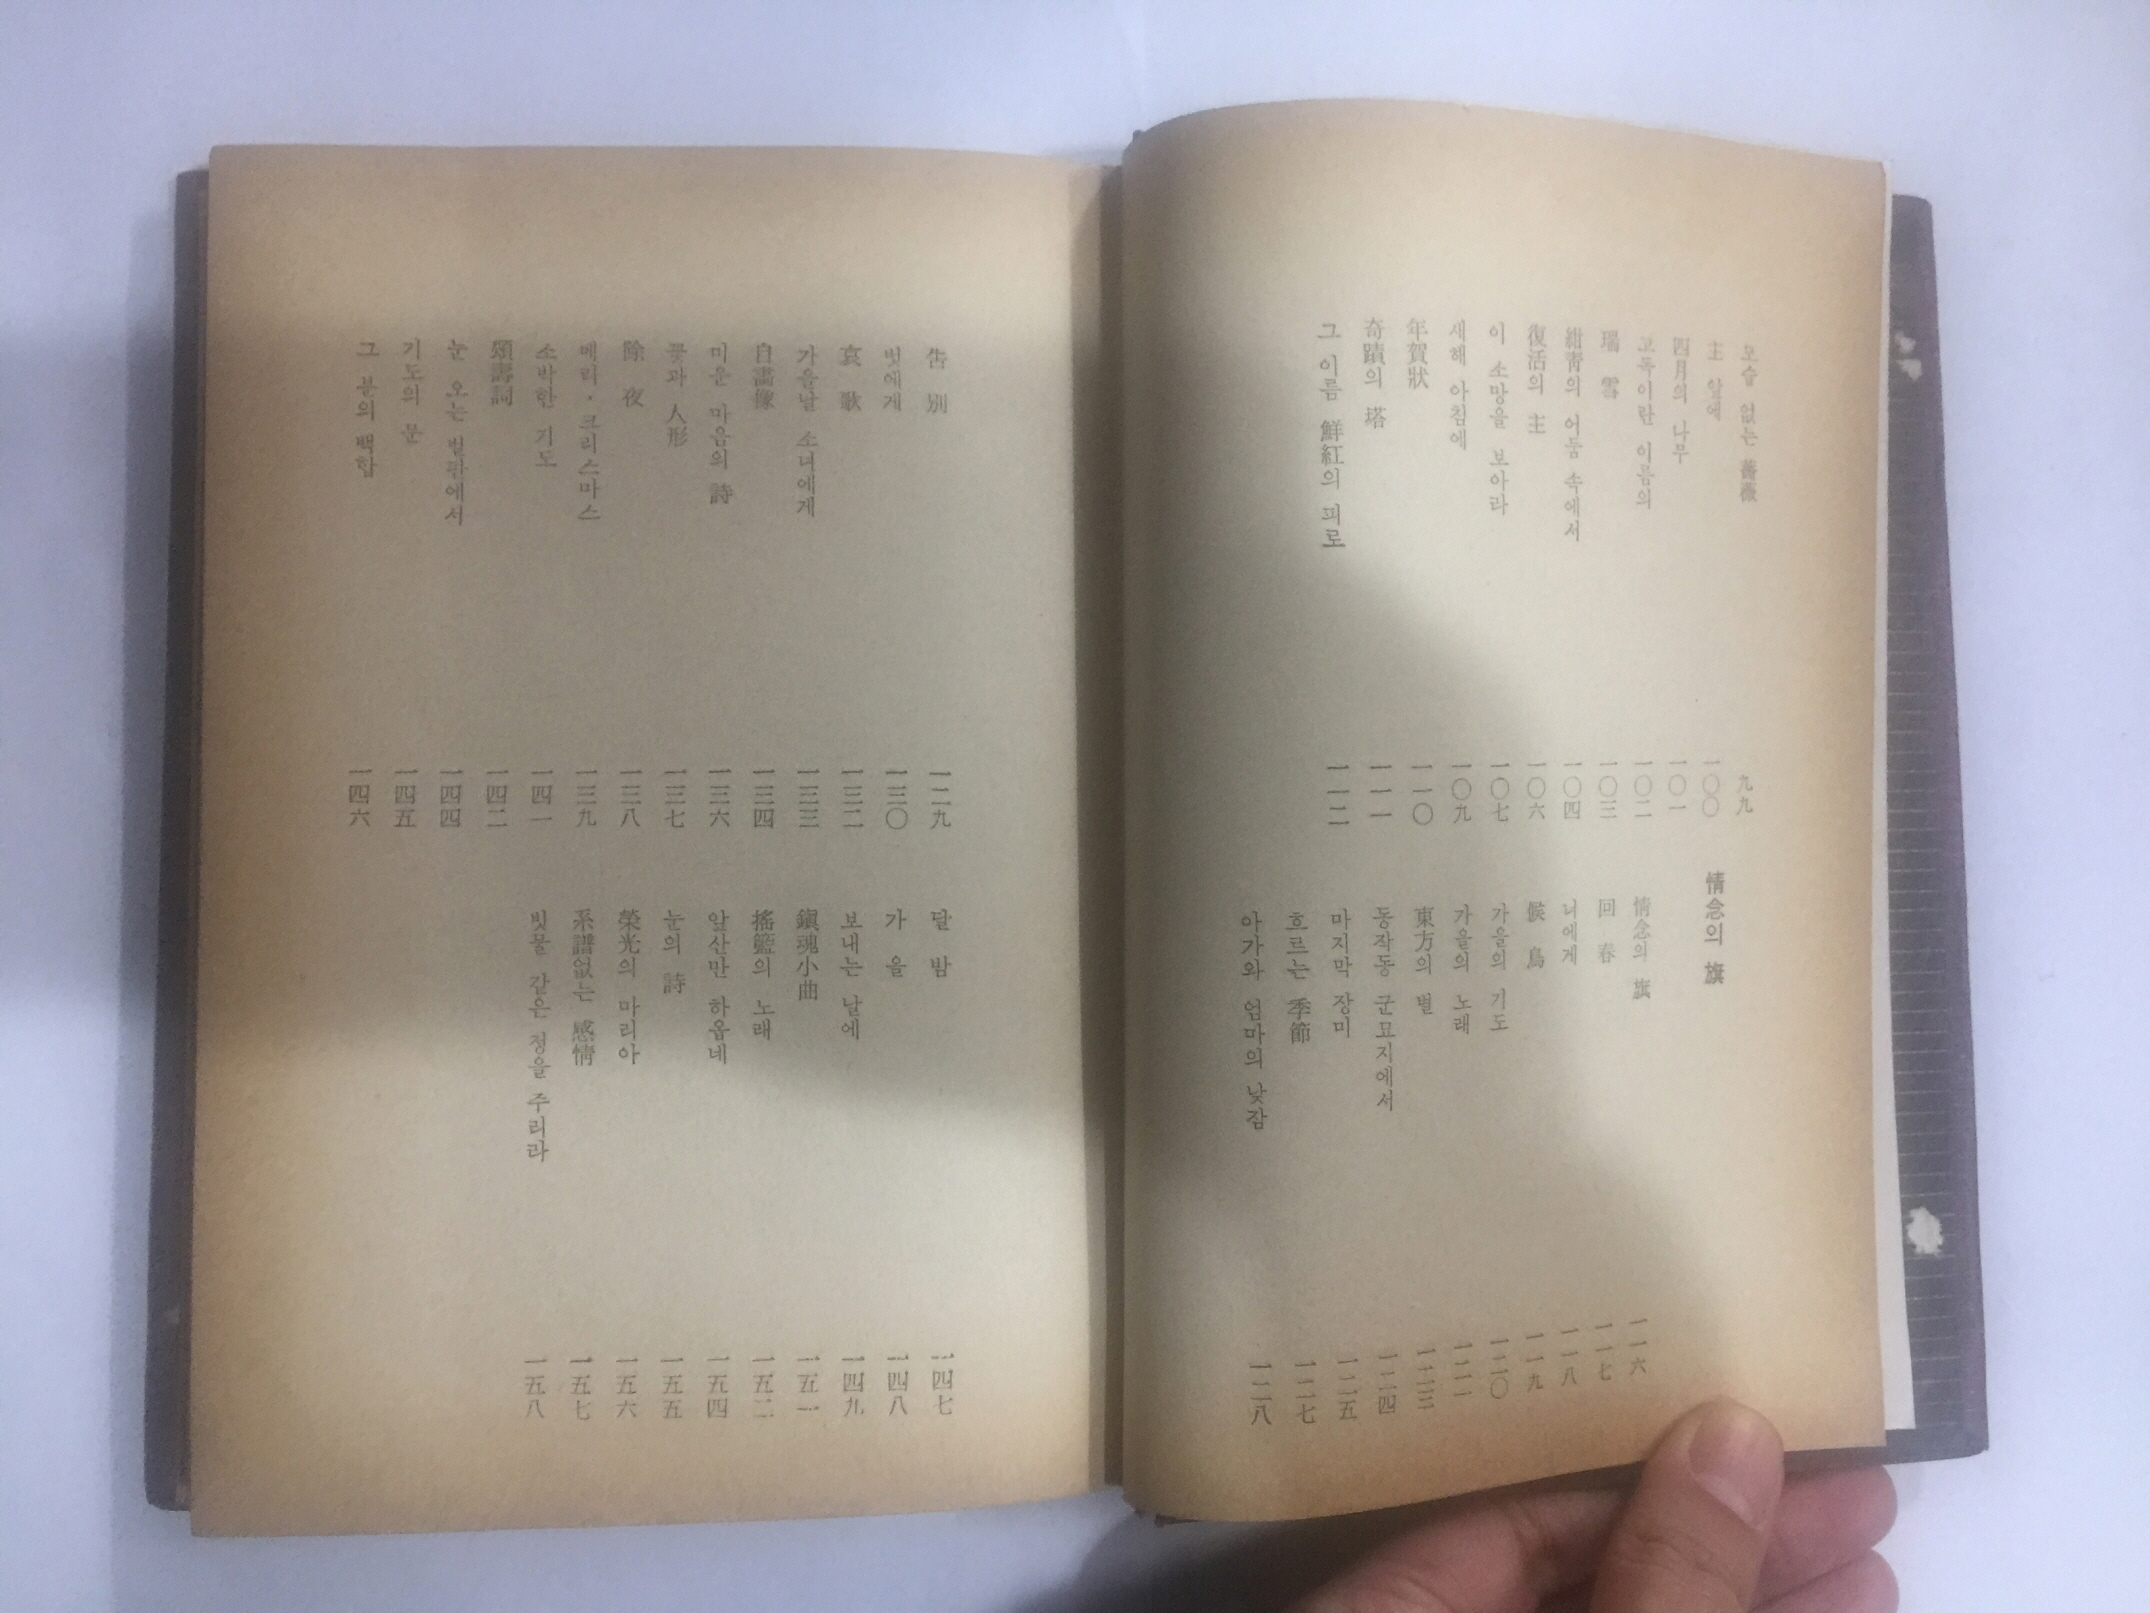 모습 없는 薔薇 九九
主 앞에 一〇〇
四月의 나무 一〇一
고독이란 이름의 一〇二
瑞雪 一〇三
紺靑의 어둠 속에서 一〇四
復活의 主 一〇六
이 소망을 보아라 一〇七
새해 아침에 一〇九
年賀狀 一一〇
奇蹟의 塔 一一一
그 이름 鮮紅의 피로 一一二
情念의 旗
情念의 旗 一一六
回春 一一七
너에게 一一八
候鳥 一一九
가을의 기도 一二〇
가을의 노래 一二一
東方의 별 一二三
동작동 군묘지에서 一二四
마지막 장미 一二五
흐르는 季節 一二七
아가와 엄마의 낮잠 一二八
告別 一二九
벗에게 一三〇
哀歌 一三二
가을날 소녀에게 一三三
自畵像 一三四
미운 마음의 詩 一三六
꽃과 人形 一三七
除夜 一三八
메리·크리스마스 一三九
소박한 기도 一四一
頌壽詞 一四二
눈 오는 벌판에서 一四四
기도의 문 一四五
그 분의 백합 一四六
달밤 一四七
가을 一四八
보내는 날에 一四九
鎭魂小曲 一五一
搖籃의 노래 一五二
앞산만 하옵네 一五四
눈의 詩 一五五
榮光의 마리아 一五六
系譜없는 感情 一五七
빗물 같은 정을 주리라 一五八